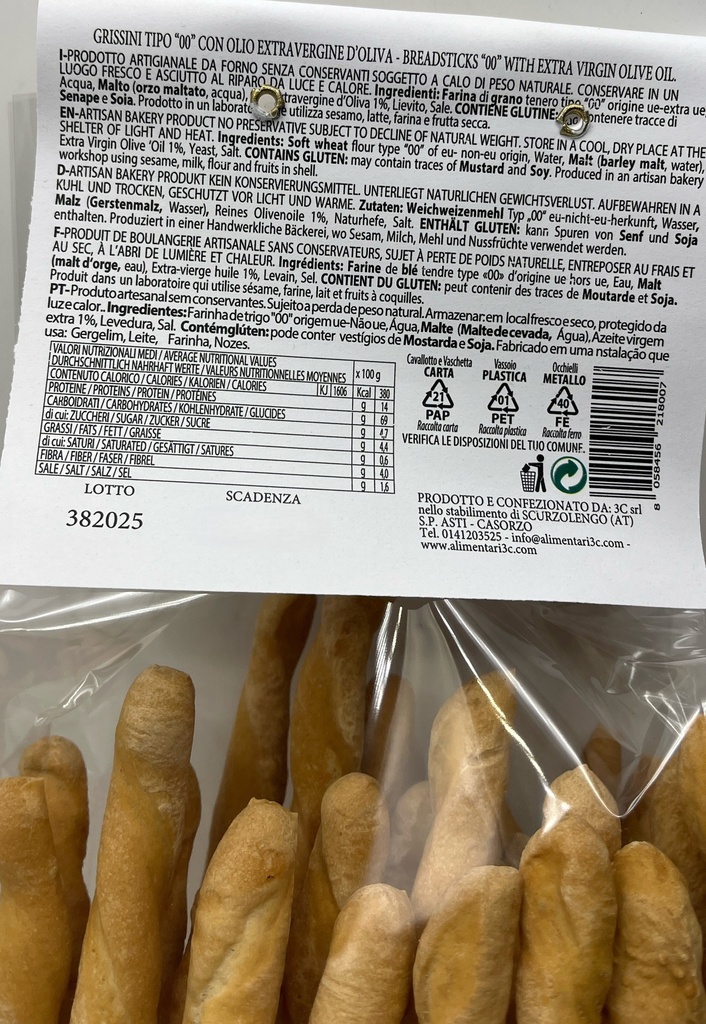 GRISSINI TIPO "00" CON OLIO EXTRAVERGINE D'OLIVA - BREADSTICKS "00" WITH EXTRA VIRGIN OLIVE OIL.
I-PRODOTTO ARTIGIANALE DA FORNO SENZA CONSERVANTI SOGGETTO A CALO DI PESO NATURALE. CONSERVARE IN UN
LUOGO FRESCO E ASCIUTTO AL RIPARO DA LUCE E CALORE. Ingredienti: Farina di grano tenero tipo "00" origine ue-extra ue,
Acqua, Malto (orzo maltato, acqua), travergine d'Oliva 1%, Lievito, Sale. CONTIENE GLUTINE: ontenere tracce di
Senape e Soia. Prodotto in laborat utilizza sesamo, latte, farina e frutta secca.
EN-ARTISAN BAKERY PRODUCT NO PRESERVATIVE SUBJECT TO DECLINE OF NATURAL WEIGHT. STORE IN A COOL, DRY PLACE AT THE
SHELTER OF LIGHT AND HEAT. Ingredients: Soft wheat flour type "00" of eu- non-eu origin, Water, Malt (barley malt, water),
Extra Virgin Olive 'Oil 1%, Yeast, Salt. CONTAINS GLUTEN: may contain traces of Mustard and Soy. Produced in an artisan bakery
workshop using sesame, milk, flour and fruits in shell.
D-ARTISAN BAKERY PRODUKT KEIN KONSERVIERUNGSMITTEL. UNTERLIEGT NATURLICHEN GEWICHTSVERLUST. AUFBEWAHREN IN A
KUHL UND TROCKEN, GESCHUTZT VOR LICHT UND WARME. Zutaten: Weichweizenmehl Typ „00" eu-nicht-eu-herkunft, Wasser,
Malz (Gerstenmalz, Wasser), Reines Olivenoile 1%, Naturhefe, Salt. ENTHÄLT GLUTEN: kann Spuren von Senf und Soja
enthalten. Produziert in einer Handwerkliche Bäckerei, wo Sesam, Milch, Mehl und Nussfrüchte verwendet werden.
F-PRODUIT DE BOULANGERIE ARTISANALE SANS CONSERVATEURS, SUJET À PERTE DE POIDS NATURELLE, ENTREPOSER AU FRAIS ET
AU SEC, À L'ABRI DE LUMIÈRE ET CHALEUR. Ingrédients: Farine de blé tendre type «00» d'origine ue hors ue, Eau, Malt
(malt d'orge, eau), Extra-vierge huile 1%, Levain, Sel. CONTIENT DU GLUTEN: peut contenir des traces de Moutarde et Soja.
Produit dans un laboratoire qui utilise sésame, farine, lait et fruits à coquilles.
PT-Produto artesanal sem conservantes. Sujeito a perda de peso natural. Armazenar: em local fresco e seco, protegido da
luz e calor.. Ingredientes: Farinha de trigo "00" origem ue-Não ue, Água, Malte (Malte de cevada, Água), Azeite virgem
extra 1%, Levedura, Sal. Contémglúten: pode conter vestígios de Mostarda e Soja. Fabricado em uma nstalação que
usa: Gergelim, Leite, Farinha, Nozes.
VALORI NUTRIZIONALI MEDI / AVERAGE NUTRITIONAL VALUES
DURCHSCHNITTLICH NAHRHAFT WERTE / VALEURS NUTRITIONNELLES MOYENNES x 100 g
CONTENUTO CALORICO / CALORIES / KALORIEN / CALORIES KJ 1606 Kcal 380
PROTEINE / PROTEINS / PROTEIN / PROTÉINES g 14
CARBOIDRATI / CARBOHYDRATES / KOHLENHYDRATE / GLUCIDES g 69
di cui: ZUCCHERI / SUGAR / ZUCKER / SUCRE g 4,7
GRASSI / FATS / FETT / GRAISSE g 4,4
di cui: SATURI / SATURATED / GESÄTTIGT / SATURES g 0,6
FIBRA / FIBER / FASER / FIBREL g 4,0
SALE / SALT / SALZ / SEL g 1,6
LOTTO SCADENZA
382025
Cavallotto e Vaschetta Vassoio Occhielli
CARTA PLASTICA METALLO
21 01 40
PAP PET FE
Raccolta carta Raccolta plastica Raccolta ferro
VERIFICA LE DISPOSIZIONI DEL TUO COMUNE.
8 058456 218007
PRODOTTO E CONFEZIONATO DA: 3C srl
nello stabilimento di SCURZOLENGO (AT)
S.P. ASTI - CASORZO
Tel. 0141203525 - info@alimentari3c.com -
www.alimentari3c.com